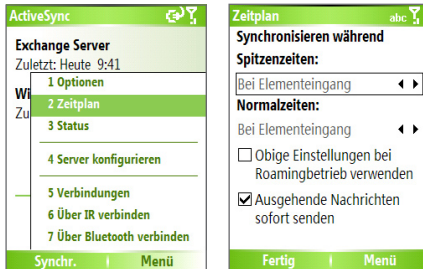 ActiveSync
Exchange Server
Zuletzt: Heute 9:41
Wi
Zu
1 Optionen
2 Zeitplan
3 Status
4 Server konfigurieren
5 Verbindungen
6 Über IR verbinden
7 Über Bluetooth verbinden
Synchr.
Menü
Zeitplan
abc
Synchronisieren während
Spitzenzeiten:
Bei Elementeingang
Normalzeiten:
Bei Elementeingang
Obige Einstellungen bei
Roamingbetrieb verwenden
Ausgehende Nachrichten
sofort senden
Fertig
Menü